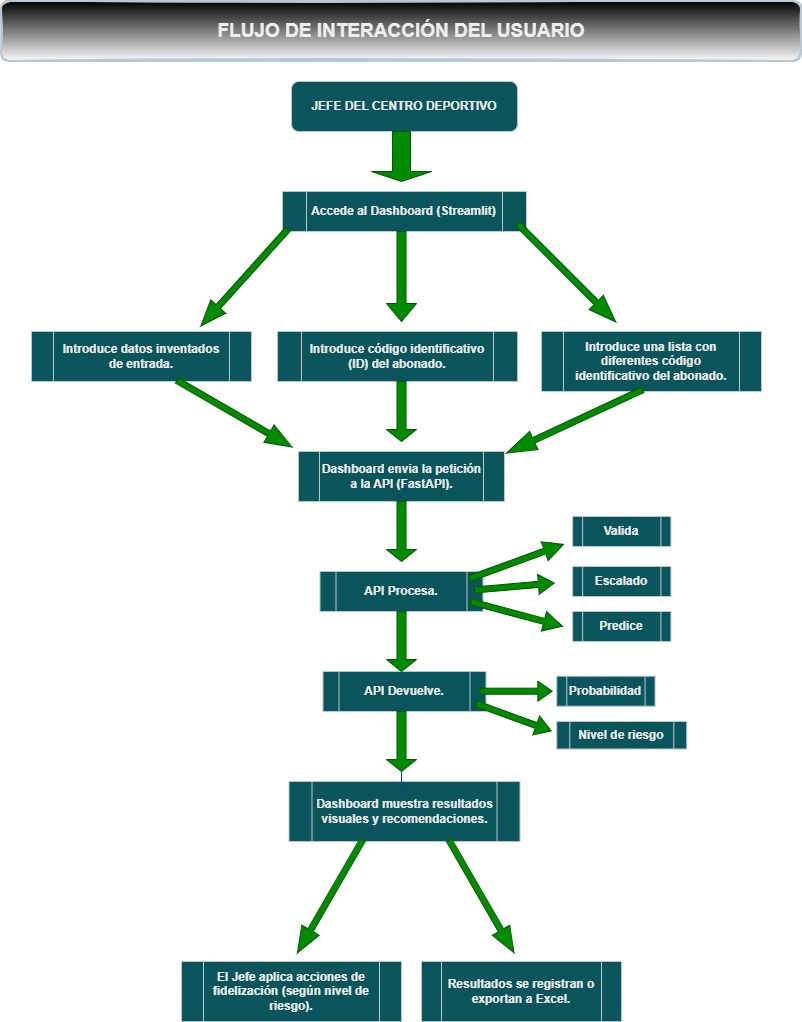 FLUJO DE INTERACCIÓN DEL USUARIO
JEFE DEL CENTRO DEPORTIVO
Accede al Dashboard (Streamlit)
Introduce datos inventados
de entrada.
Introduce código identificativo
(ID) del abonado.
Introduce una lista con
diferentes código
identificativo del abonado.
Dashboard envia la petición
a la API (FastAPI).
API Procesa.
Valida
Escalado
Predice
API Devuelve.
Probabilidad
Nivel de riesgo
Dashboard muestra resultados
visuales y recomendaciones.
El Jefe aplica acciones de
fidelización (según nivel de
riesgo).
Resultados se registran o
exportan a Excel.